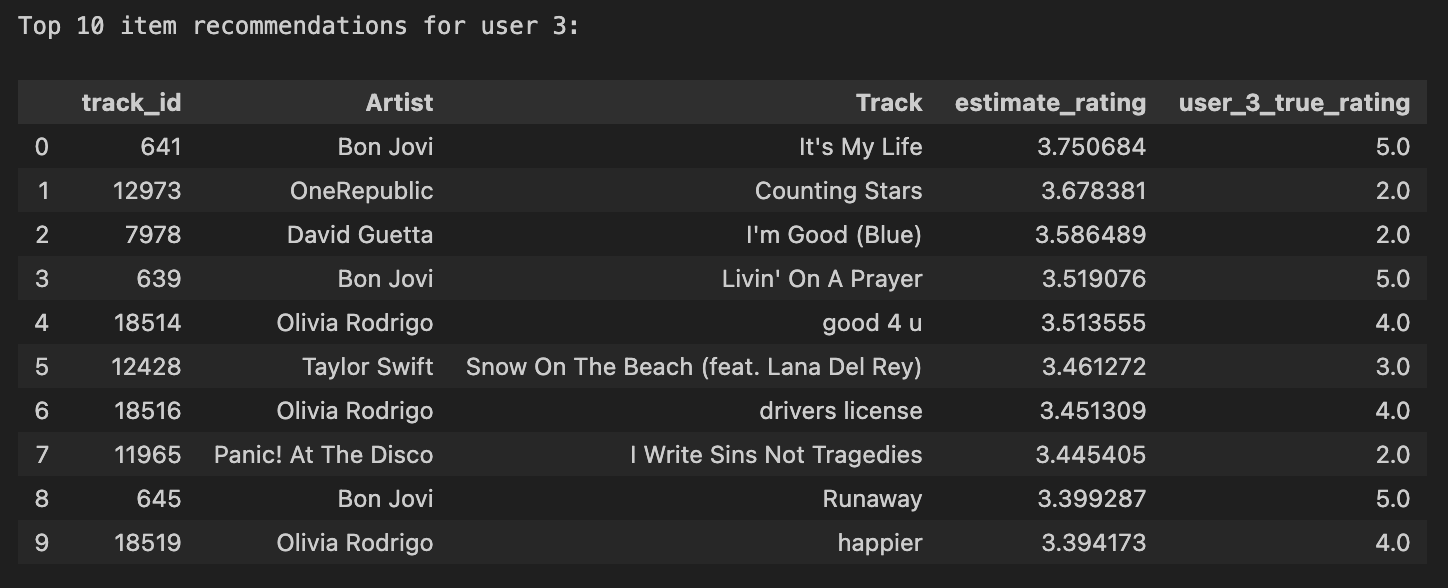 Top 10 item recommendations for user 3:
track_id Artist Track estimate_rating user_3_true_rating
0 641 Bon Jovi It's My Life 3.750684 5.0
1 12973 OneRepublic Counting Stars 3.678381 2.0
2 7978 David Guetta I'm Good (Blue) 3.586489 2.0
3 639 Bon Jovi Livin' On A Prayer 3.519076 5.0
4 18514 Olivia Rodrigo good 4 u 3.513555 4.0
5 12428 Taylor Swift Snow On The Beach (feat. Lana Del Rey) 3.461272 3.0
6 18516 Olivia Rodrigo drivers license 3.451309 4.0
7 11965 Panic! At The Disco I Write Sins Not Tragedies 3.445405 2.0
8 645 Bon Jovi Runaway 3.399287 5.0
9 18519 Olivia Rodrigo happier 3.394173 4.0